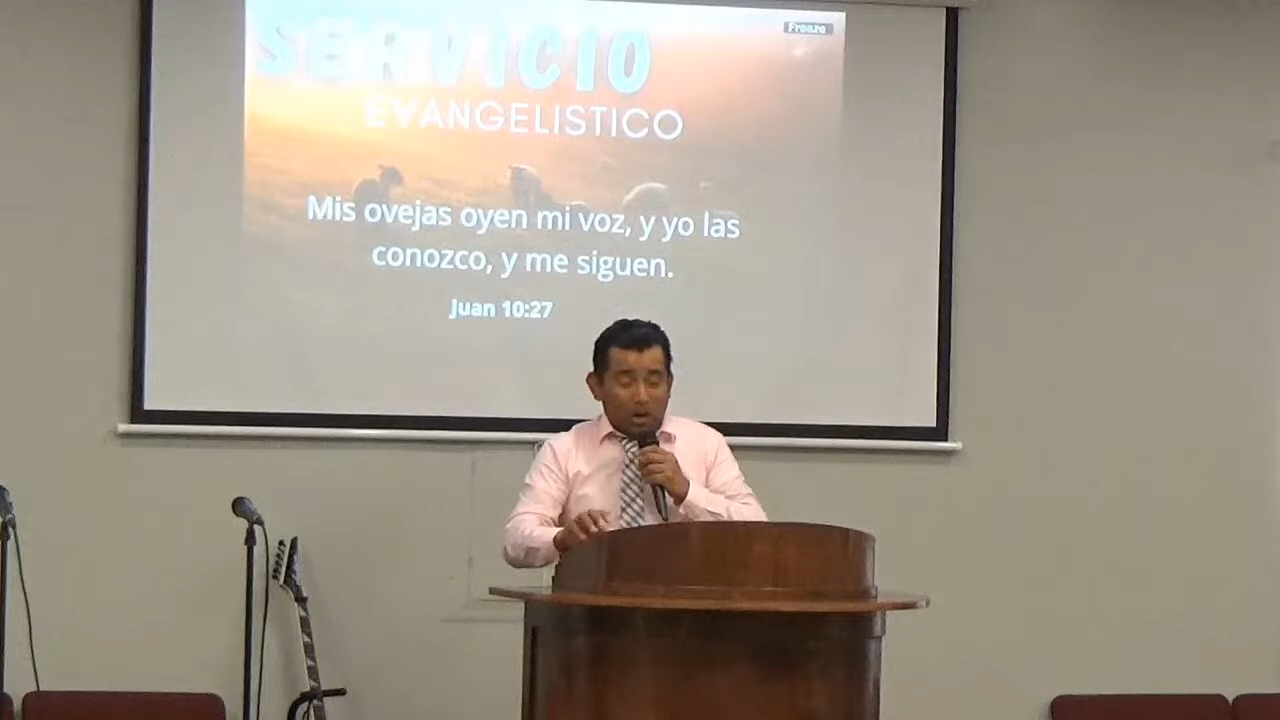 Freeze
SERVICIO
EVANGELISTICO
Mis ovejas oyen mi voz, y yo las
conozco, y me siguen.
Juan 10:27